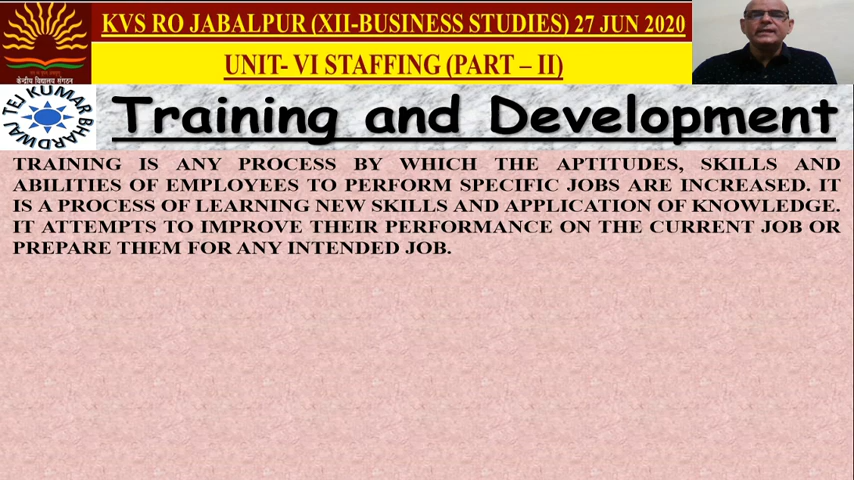 KVS RO JABALPUR (XII-BUSINESS STUDIES) 27 JUN 2020
UNIT- VI STAFFING (PART – II)
केन्द्रीय विद्यालय संगठन
TEJ KUMAR BHARDWAJ
Training and Development
TRAINING IS ANY PROCESS BY WHICH THE APTITUDES, SKILLS AND
ABILITIES OF EMPLOYEES TO PERFORM SPECIFIC JOBS ARE INCREASED. IT
IS A PROCESS OF LEARNING NEW SKILLS AND APPLICATION OF KNOWLEDGE.
IT ATTEMPTS TO IMPROVE THEIR PERFORMANCE ON THE CURRENT JOB OR
PREPARE THEM FOR ANY INTENDED JOB.